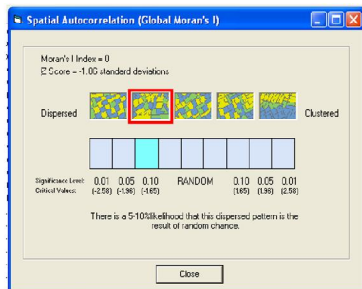 Spatial Autocorrelation (Global Moran's I)
Moran's I Index = 0
Z Score = -1.86 standard deviations
Dispersed
Clustered
Significance Level: 0.01 0.05 0.10 RANDOM 0.10 0.05 0.01
Critical Values: (-2.58) (-1.96) (-1.65) (1.65) (1.96) (2.58)
There is a 5-10% likelihood that this dispersed pattern is the
result of random chance.
Close